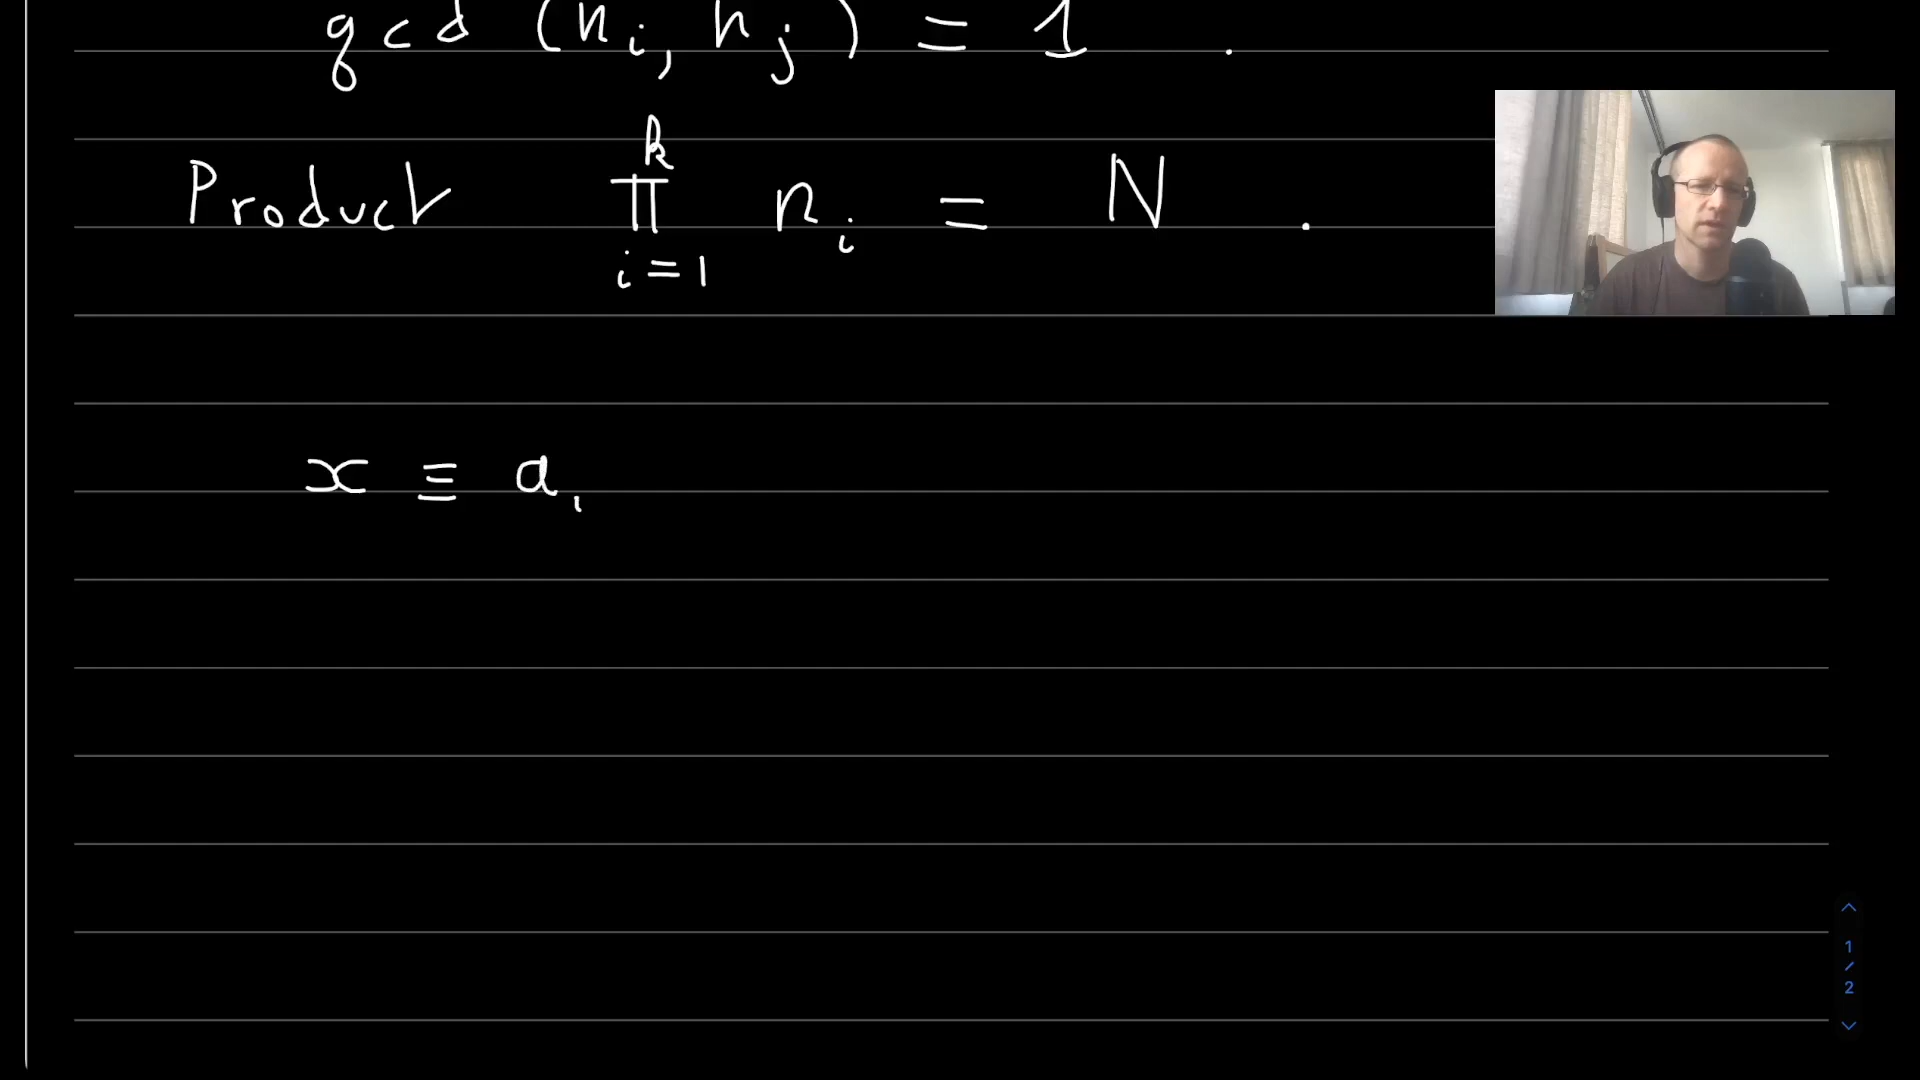 gcd (n_i, n_j) = 1 .
Product ∏_{i=1}^{k} n_i = N .
x ≡ a_1
1
/
2